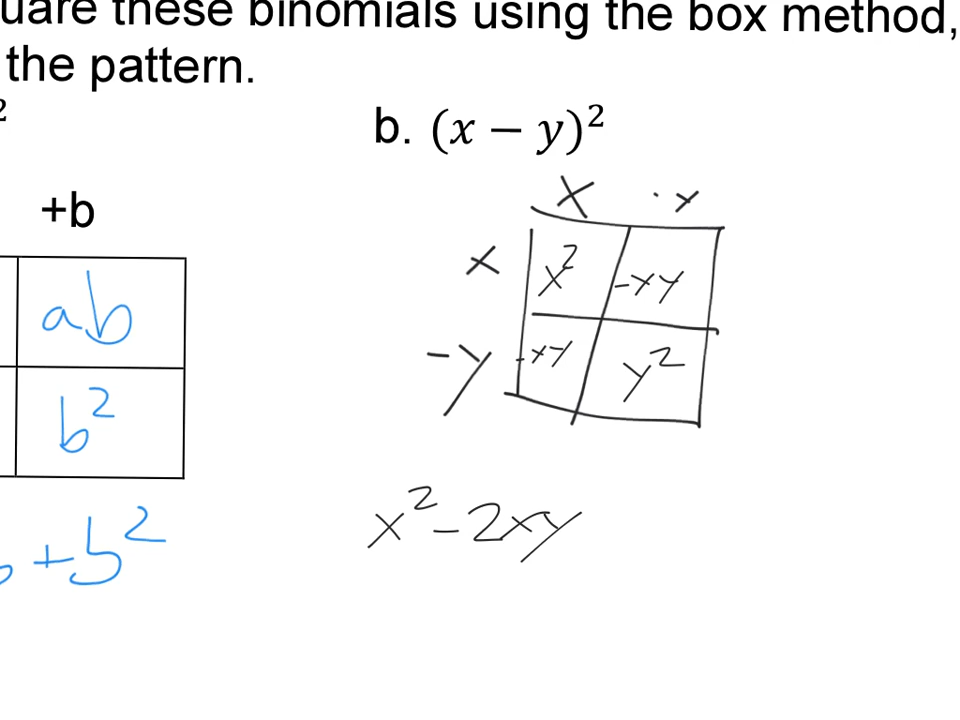 uare these binomials using the box method,
the pattern.
2
b. (x − y)²
+b
x - y
x x² -xy
-y -xy y²
ab
b²
+b²
x² - 2xy